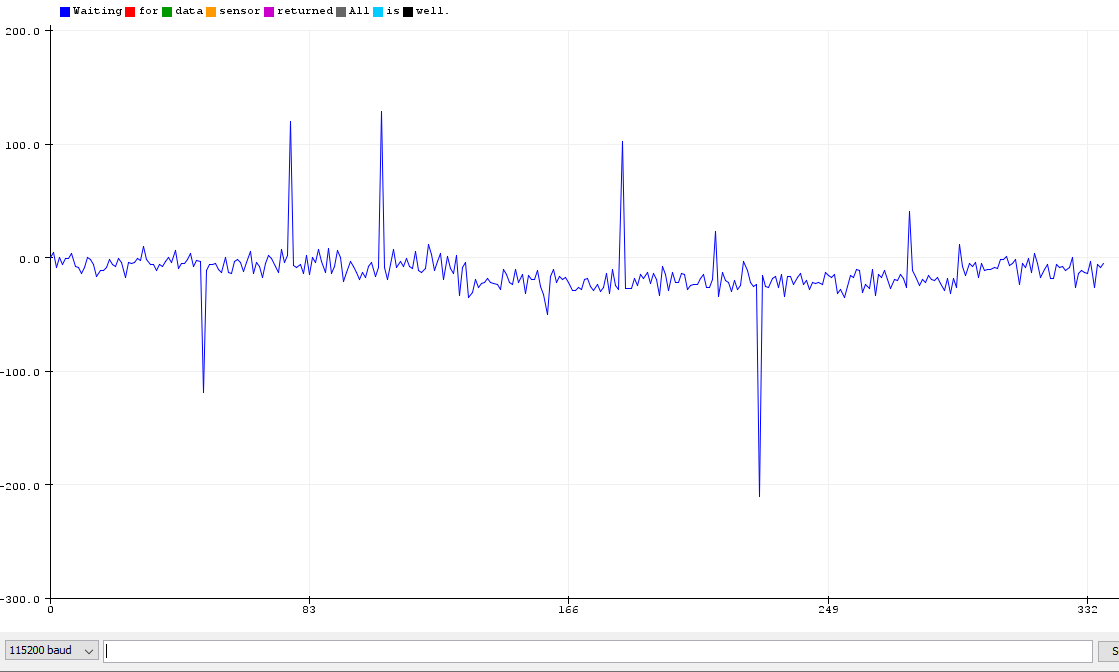 Waiting for data sensor returned All is well.
200.0
100.0
0.0
-100.0
-200.0
-300.0
0 83 166 249 332
115200 baud S